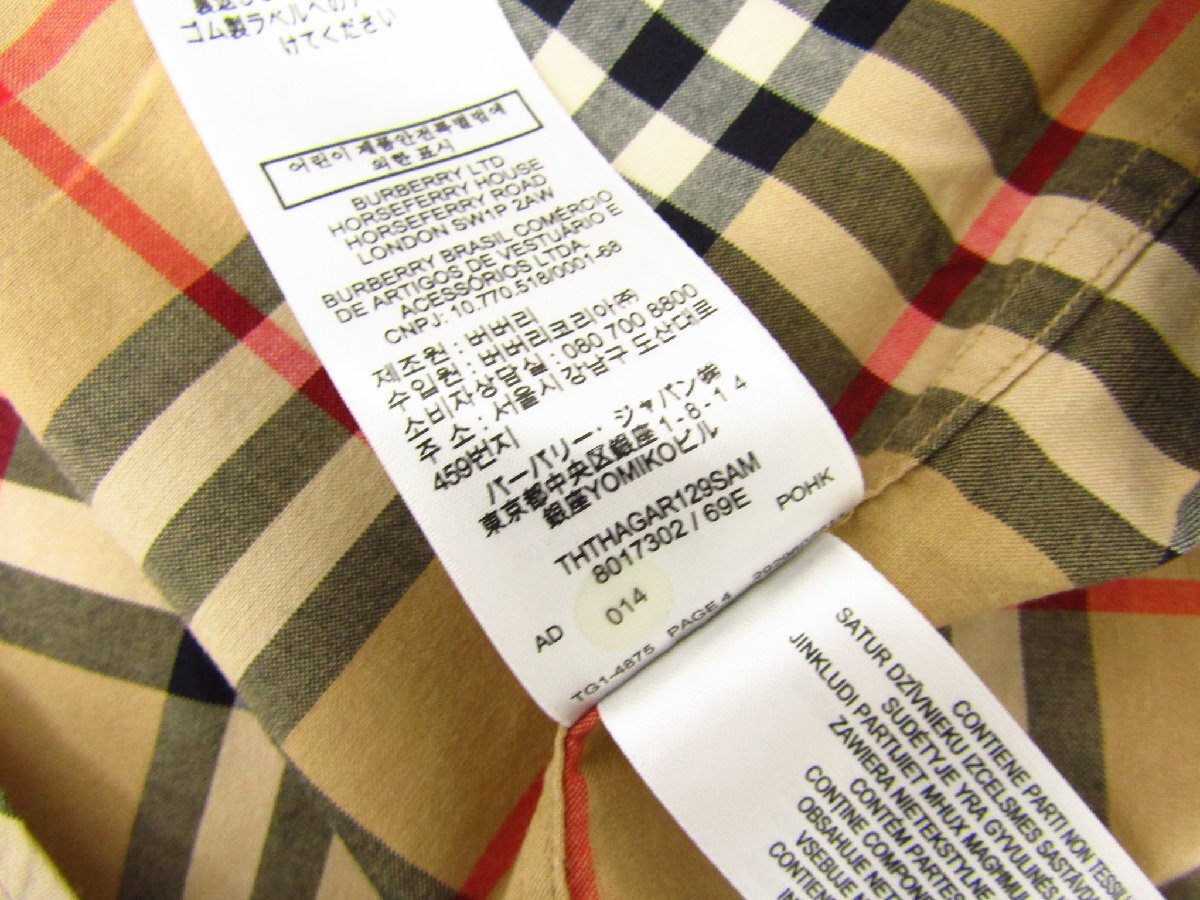 ゴム製ラベルへの
けてください
어린이 제품안전특별법에
의한 표시
BURBERRY LTD
HORSEFERRY HOUSE
HORSEFERRY ROAD
LONDON SW1P 2AW
BURBERRY BRASIL COMÉRCIO
DE ARTIGOS DE VESTUÁRIO E
ACESSÓRIOS LTDA
CNPJ: 10.770.518/0001-68
제조원 : 버버리
수입원 : 버버리코리아㈜
소비자상담실 : 080 700 8800
주 소 : 서울시 강남구 도산대로
459번지
バーバリー・ジャパン㈱
東京都中央区銀座 1-8-14
銀座YOMIKOビル
THTHAGAR129SAM
8017302 / 69E
AD 014 POHK
TG1-4875 PAGE 4
CONTIENE PARTI NON TESSILI
SATUR DZĪVNIEKU IZCELSMES SASTĀVDA
SUDĖTYJE YRA GYVULINĖS
JINKLUDI PARTIJIET MHUX MAGHMUL
ZAWIERA NIETEKSTYLNE
CONTÉM PARTES
CONTINE COMPONENTE
OBSAHUJE NET
VSEBUJE N
CONTIENE